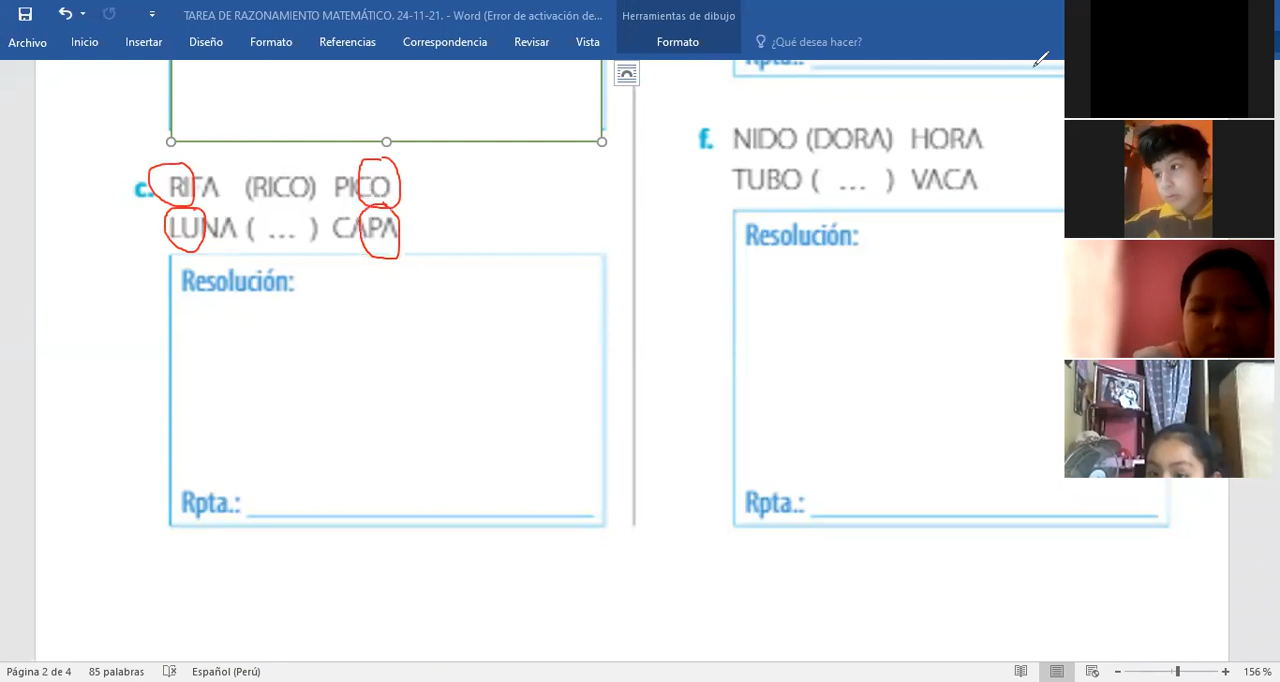 TAREA DE RAZONAMIENTO MATEMÁTICO. 24-11-21. - Word (Error de activación de...
Herramientas de dibujo
Archivo Inicio Insertar Diseño Formato Referencias Correspondencia Revisar Vista Formato ¿Qué desea hacer?
Rpta.:
c. RITA (RICO) PICO
LUNA ( ... ) CAPA
Resolución:
Rpta.:
f. NIDO (DORA) HORA
TUBO ( ... ) VACA
Resolución:
Rpta.:
Página 2 de 4 85 palabras Español (Perú) 156 %